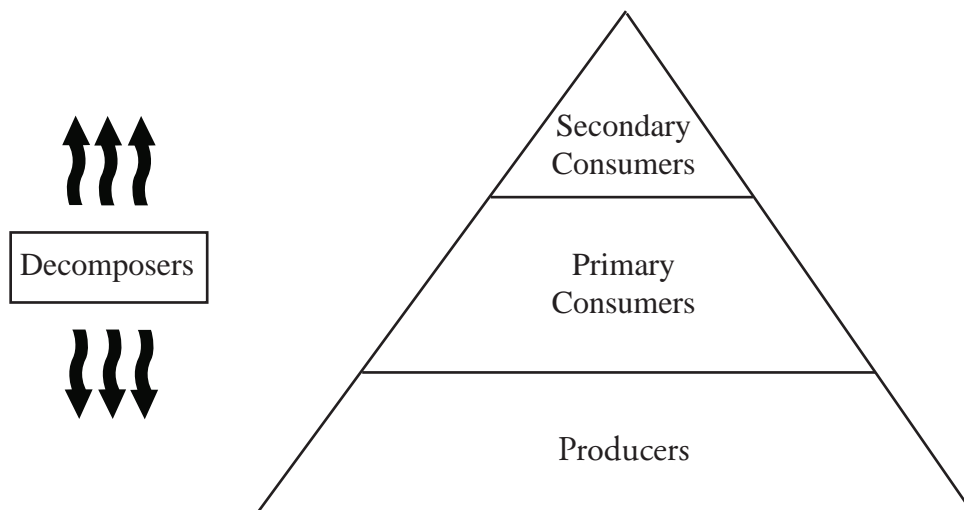 Secondary
Consumers
Decomposers
Primary
Consumers
Producers